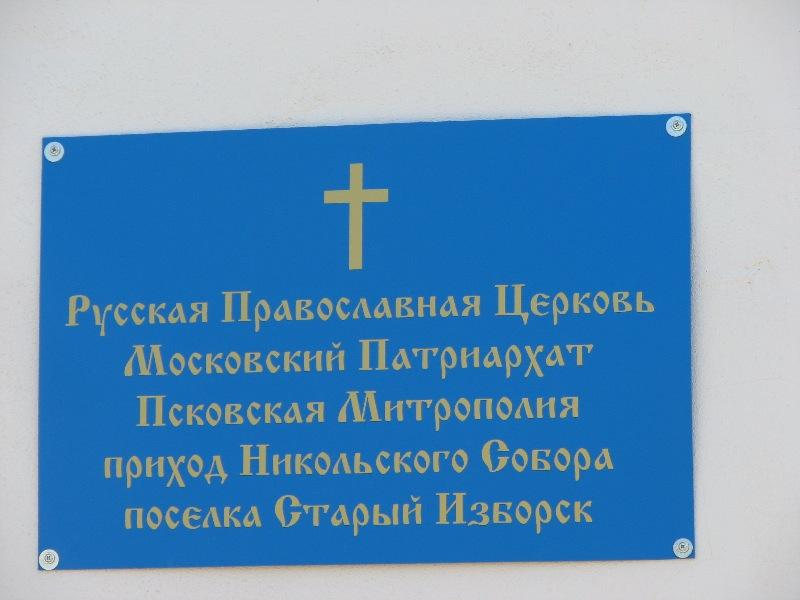 Русская Православная Церковь
Московский Патриархат
Псковская Митрополия
приход Никольского Собора
поселка Старый Изборск